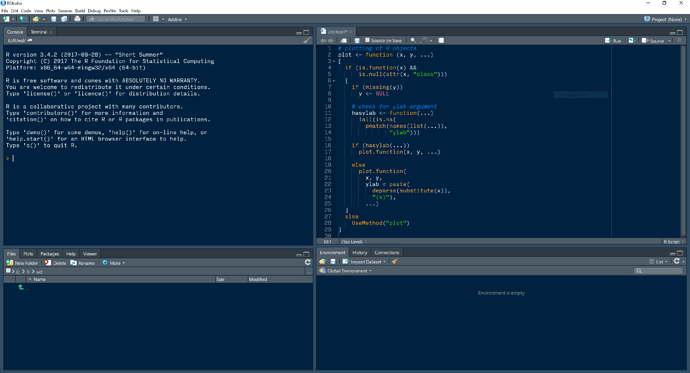 RStudio
File Edit Code View Plots Session Build Debug Profile Tools Help
Go to file/function
Addins
Project: (None)
Console Terminal
R version 3.4.2 (2017-09-28) -- "Short Summer"
Copyright (C) 2017 The R Foundation for Statistical Computing
Platform: x86_64-w64-mingw32/x64 (64-bit)
R is free software and comes with ABSOLUTELY NO WARRANTY.
You are welcome to redistribute it under certain conditions.
Type 'license()' or 'licence()' for distribution details.
R is a collaborative project with many contributors.
Type 'contributors()' for more information and
'citation()' on how to cite R or R packages in publications.
Type 'demo()' for some demos, 'help()' for on-line help, or
'help.start()' for an HTML browser interface to help.
Type 'q()' to quit R.
>
Untitled1*
Source on Save
Run
Source
1 # plotting of R objects
2 plot <- function (x, y, ...)
3 {
4 if (is.function(x) &&
5 is.null(attr(x, "class")))
6 {
7 if (missing(y))
8 y <- NULL
9
10 # check for ylab argument
11 hasylab <- function(...)
12 !all(is.na(
13 pmatch(names(list(...)),
14 "ylab")))
15
16 if (hasylab(...))
17 plot.function(x, y, ...)
18
19 else
20 plot.function(
21 x, y,
22 ylab = paste(
23 deparse(substitute(x)),
24 "(x)"),
25 ...)
26 }
27 else
28 UseMethod("plot")
29 }
30
(Top Level)
R Script
Files Plots Packages Help Viewer
New Folder Delete Rename More
Name Size Modified
Environment History Connections
Import Dataset
List
Global Environment
Environment is empty